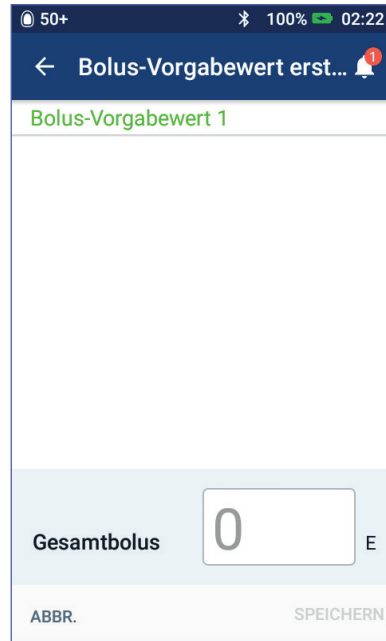 50+ 100% 02:22
Bolus-Vorgabewert erst... 1
Bolus-Vorgabewert 1
Gesamtbolus 0 E
ABBR. SPEICHERN